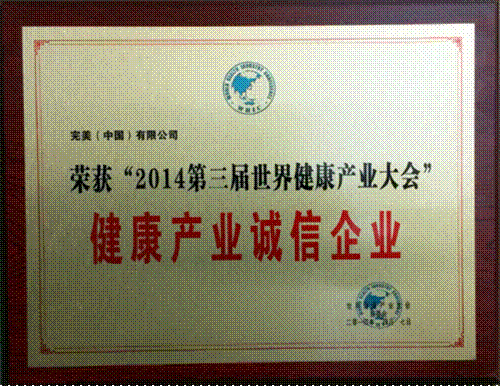 完美（中国）有限公司
荣获“2014第三届世界健康产业大会”
健康产业诚信企业